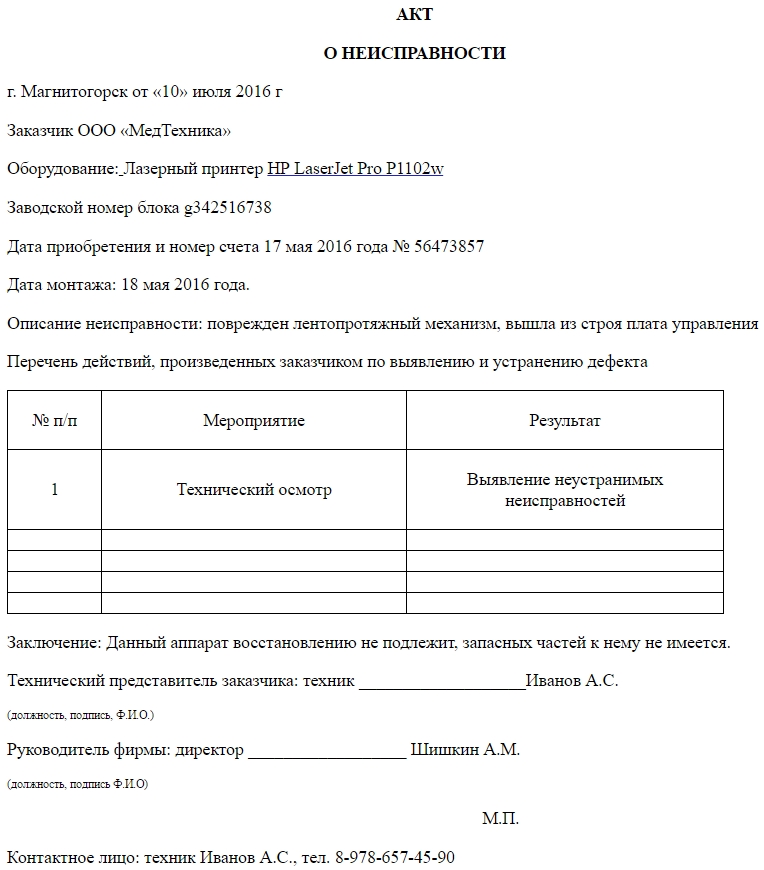 АКТ
О НЕИСПРАВНОСТИ
г. Магнитогорск от «10» июля 2016 г
Заказчик ООО «МедТехника»
Оборудование: Лазерный принтер HP LaserJet Pro P1102w
Заводской номер блока g342516738
Дата приобретения и номер счета 17 мая 2016 года № 56473857
Дата монтажа: 18 мая 2016 года.
Описание неисправности: поврежден лентопротяжный механизм, вышла из строя плата управления
Перечень действий, произведенных заказчиком по выявлению и устранению дефекта
№ п/п Мероприятие Результат
1 Технический осмотр Выявление неустранимых
неисправностей
Заключение: Данный аппарат восстановлению не подлежит, запасных частей к нему не имеется.
Технический представитель заказчика: техник ___________________Иванов А.С.
(должность, подпись, Ф.И.О.)
Руководитель фирмы: директор __________________ Шишкин А.М.
(должность, подпись Ф.И.О)
М.П.
Контактное лицо: техник Иванов А.С., тел. 8-978-657-45-90